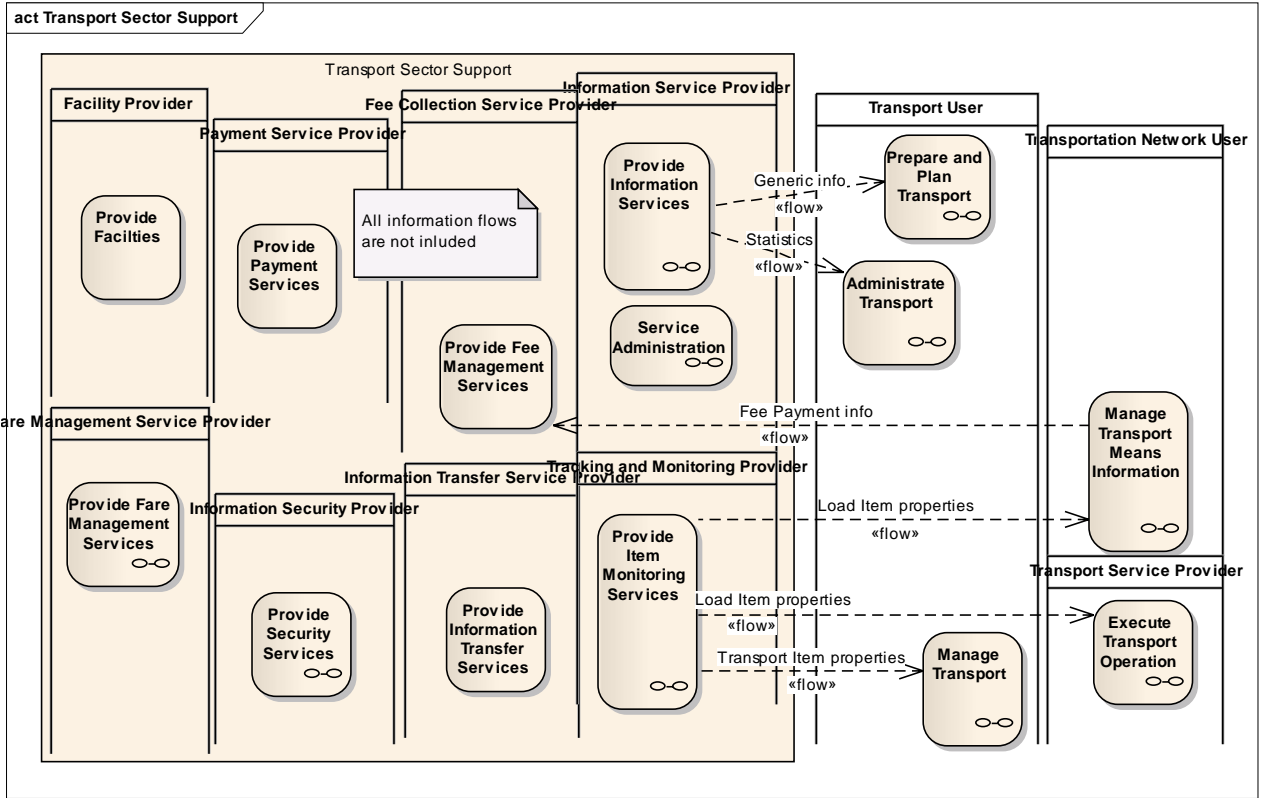 act Transport Sector Support
Transport Sector Support
Information Service Provider
Facility Provider
Fee Collection Service Provider
Transport User
Payment Service Provider
Transportation Network User
Provide
Information
Services
Prepare and
Plan
Transport
Generic info
«flow»
Provide
Facilties
All information flows
are not inluded
Provide
Payment
Services
Statistics
«flow»
Administrate
Transport
Service
Administration
Provide Fee
Management
Services
Fee Payment info
«flow»
Manage
Transport
Means
Information
are Management Service Provider
Tracking and Monitoring Provider
Information Transfer Service Provider
Information Security Provider
Provide Fare
Management
Services
Load Item properties
«flow»
Provide
Item
Monitoring
Services
Transport Service Provider
Load Item properties
«flow»
Execute
Transport
Operation
Provide
Security
Services
Provide
Information
Transfer
Services
Transport Item properties
«flow»
Manage
Transport